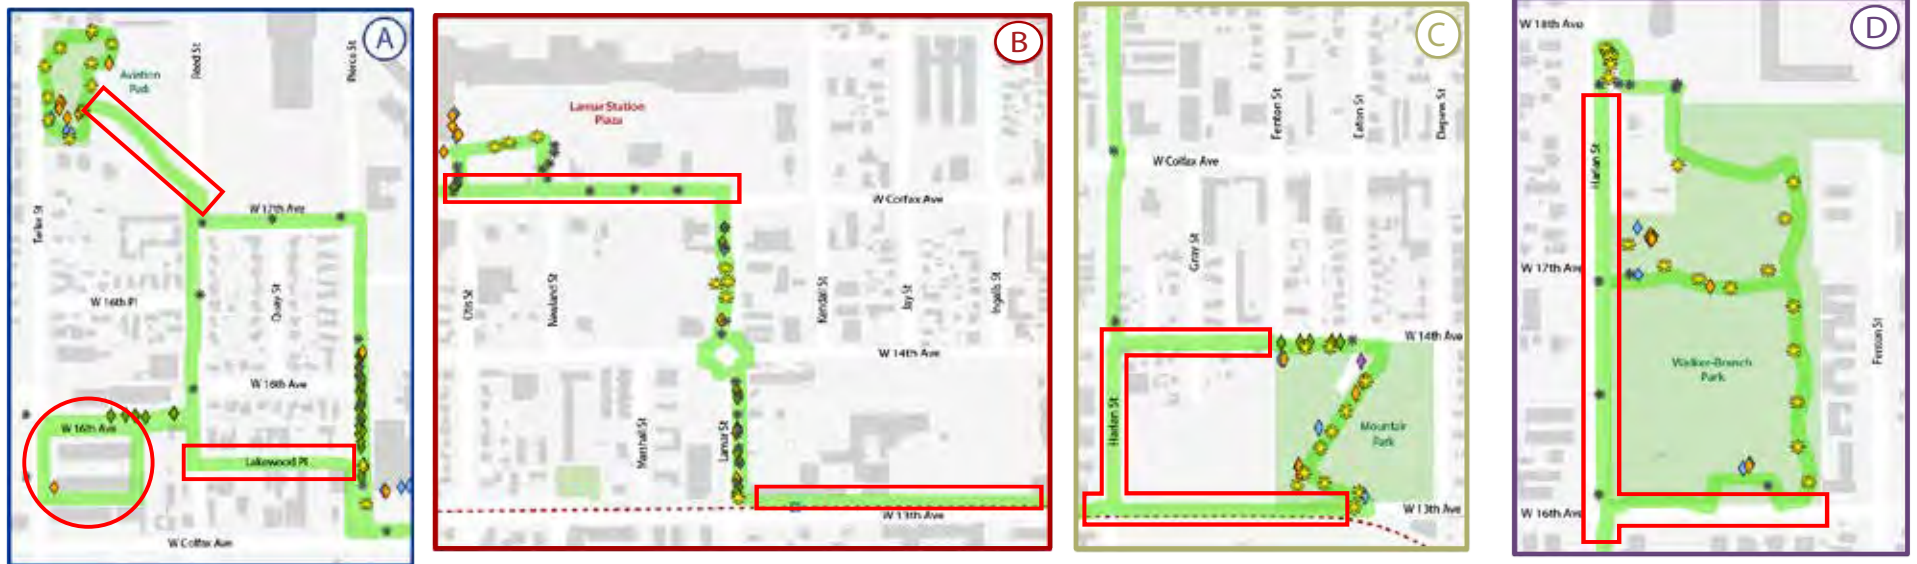 A
Aviation
Park
Reed St
Pierce St
Teller St
W 17th Ave
W 16th Pl
Quay St
W 16th Ave
W 16th Ave
Lakewood Pl
W Colfax Ave
B
Lamar Station
Plaza
W Colfax Ave
Otis St
Newland St
Kendall St
Jay St
Ingalls St
W 14th Ave
Marshall St
Lamar St
W 13th Ave
C
Fenton St
Eaton St
Depew St
W Colfax Ave
Gray St
W 14th Ave
Harlan St
Mountair
Park
W 13th Ave
D
W 18th Ave
Harlan St
W 17th Ave
Walker-Branch
Park
Fenton St
W 16th Ave